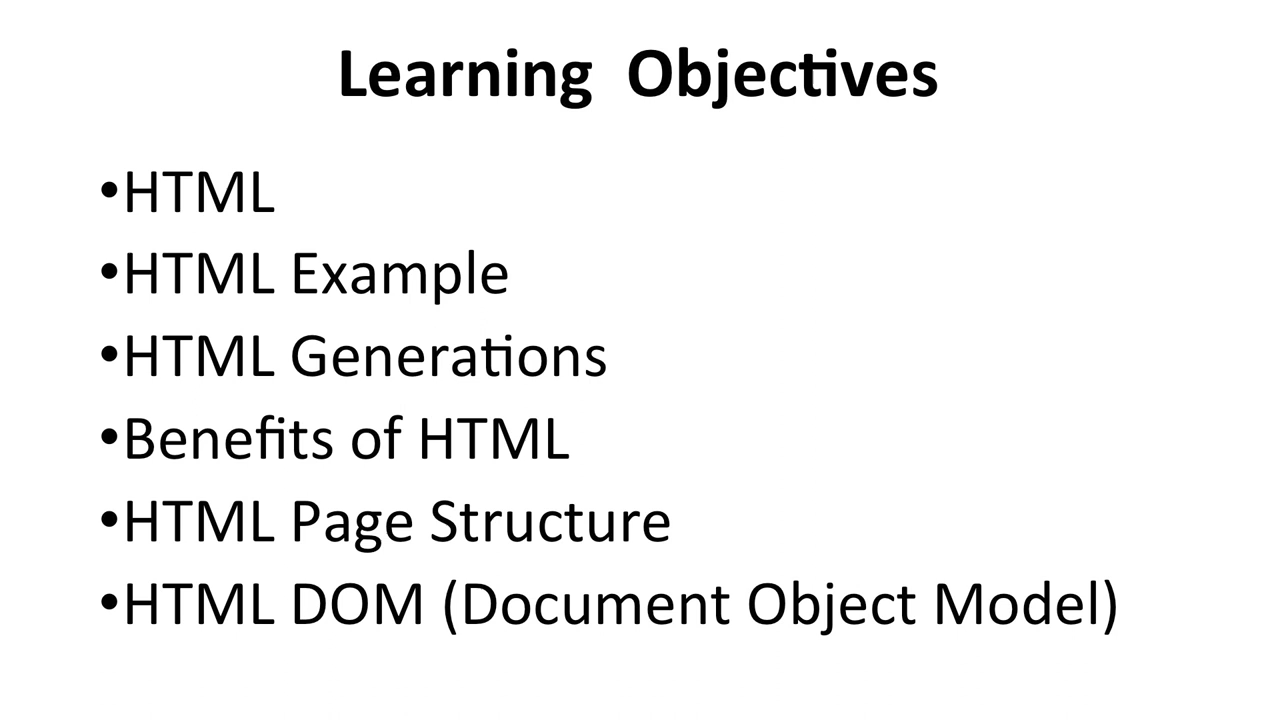 Learning Objectives
•HTML
•HTML Example
•HTML Generations
•Benefits of HTML
•HTML Page Structure
•HTML DOM (Document Object Model)